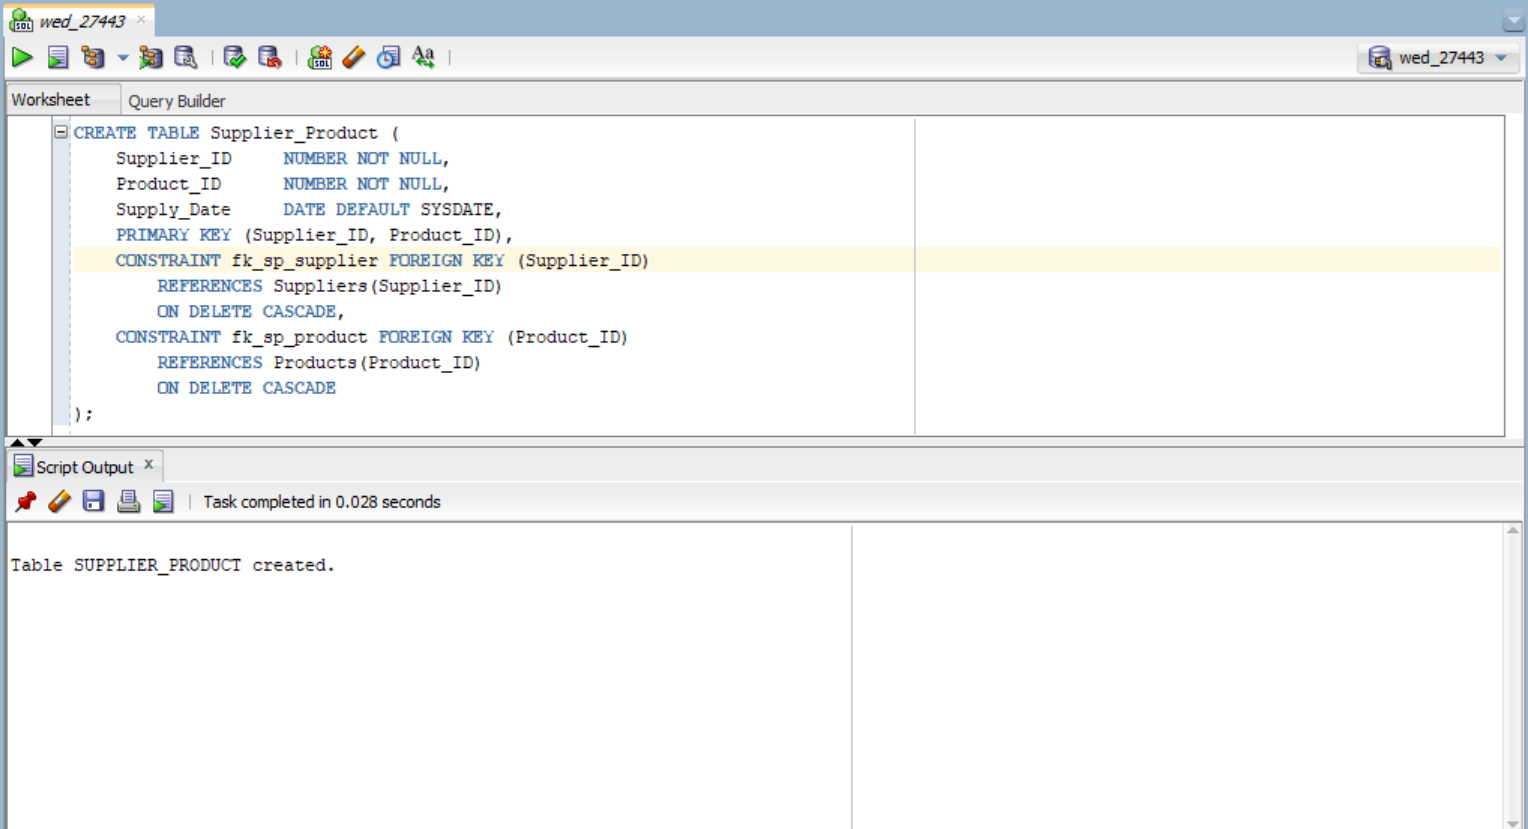 wed_27443
wed_27443
Worksheet
Query Builder
CREATE TABLE Supplier_Product (
    Supplier_ID     NUMBER NOT NULL,
    Product_ID      NUMBER NOT NULL,
    Supply_Date     DATE DEFAULT SYSDATE,
    PRIMARY KEY (Supplier_ID, Product_ID),
    CONSTRAINT fk_sp_supplier FOREIGN KEY (Supplier_ID)
        REFERENCES Suppliers(Supplier_ID)
        ON DELETE CASCADE,
    CONSTRAINT fk_sp_product FOREIGN KEY (Product_ID)
        REFERENCES Products(Product_ID)
        ON DELETE CASCADE
);
Script Output
Task completed in 0.028 seconds
Table SUPPLIER_PRODUCT created.